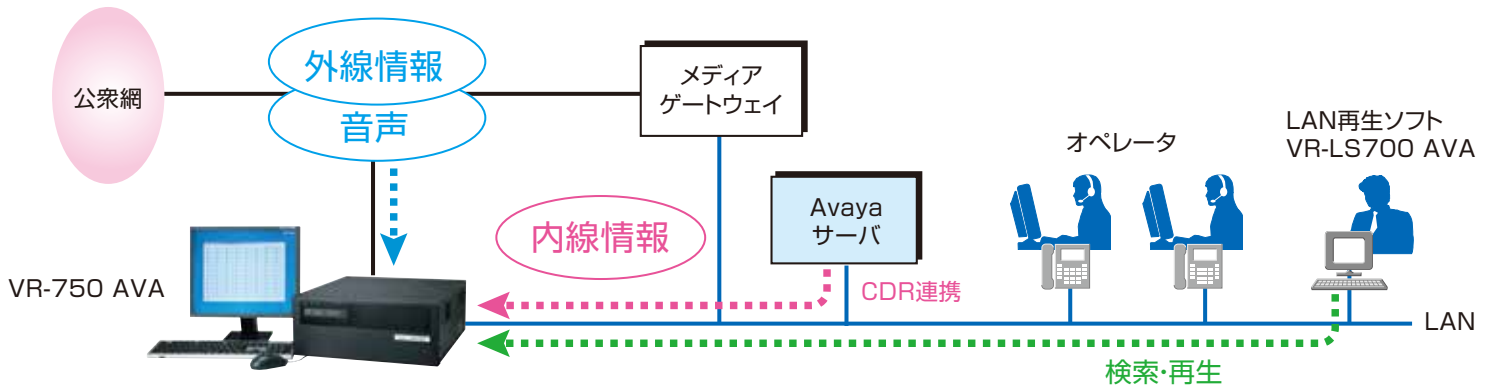 公衆網
外線情報
音声
メディア
ゲートウェイ
オペレータ
LAN再生ソフト
VR-LS700 AVA
Avaya
サーバ
内線情報
VR-750 AVA
CDR連携
LAN
検索・再生